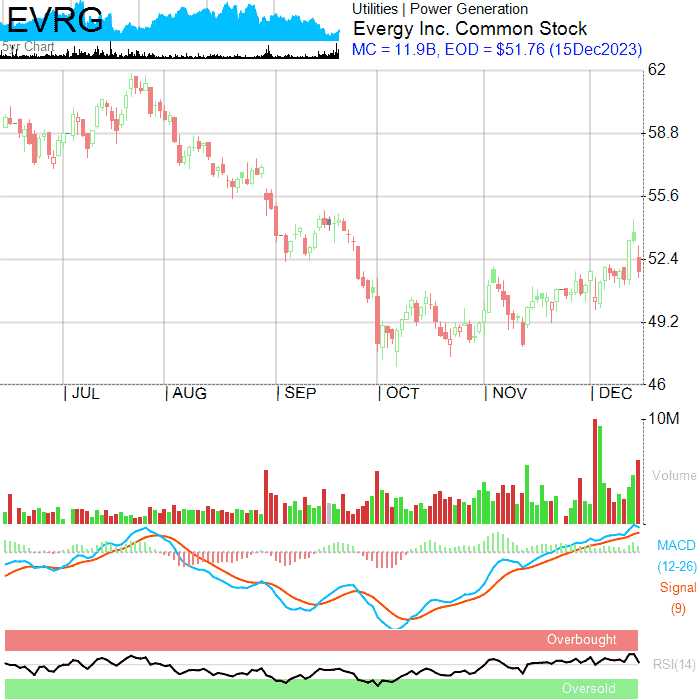 EVRG
5yr Chart
Utilities | Power Generation
Evergy Inc. Common Stock
MC = 11.9B, EOD = $51.76 (15Dec2023)
62
58.8
55.6
52.4
49.2
46
| JUL | AUG | SEP | OCT | NOV | DEC
10M
Volume
MACD
(12-26)
Signal
(9)
Overbought
RSI(14)
Oversold